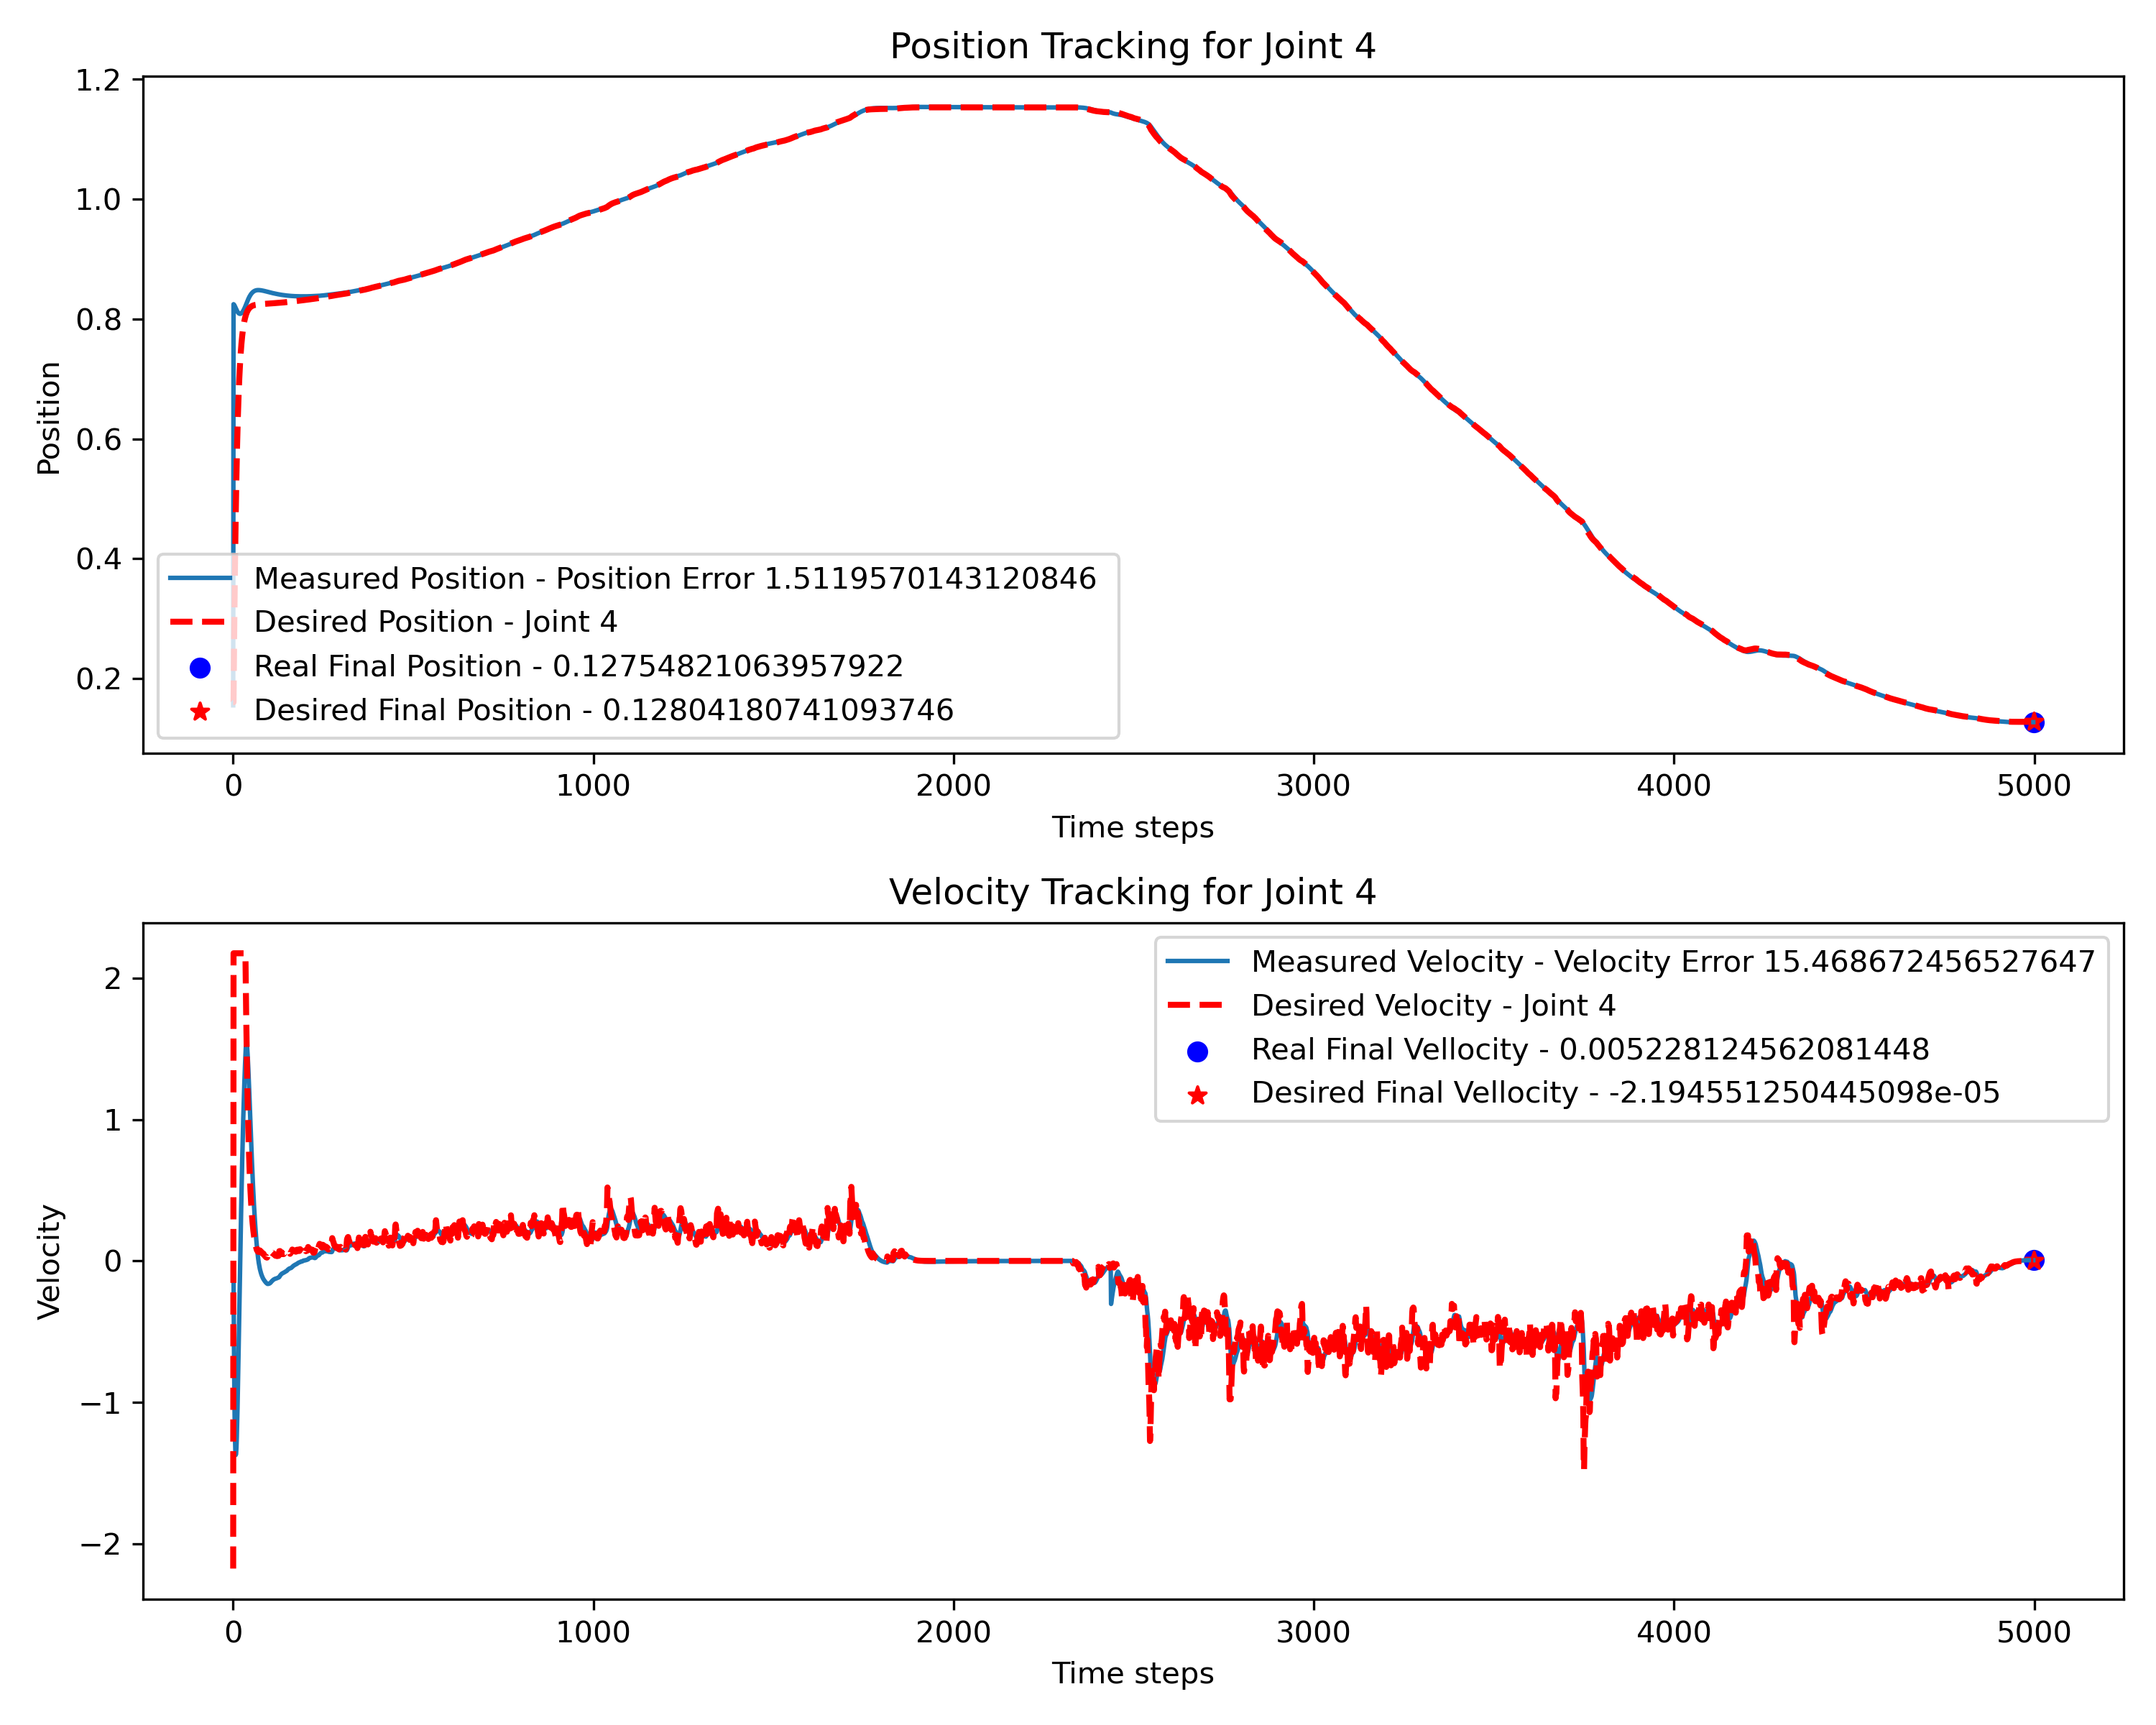 Position Tracking for Joint 4
1.2
1.0
0.8
0.6
0.4
0.2
Position
Measured Position - Position Error 1.5119570143120846
Desired Position - Joint 4
Real Final Position - 0.12754821063957922
Desired Final Position - 0.12804180741093746
0 1000 2000 3000 4000 5000
Time steps
Velocity Tracking for Joint 4
2
1
0
−1
−2
Velocity
Measured Velocity - Velocity Error 15.468672456527647
Desired Velocity - Joint 4
Real Final Vellocity - 0.005228124562081448
Desired Final Vellocity - -2.194551250445098e-05
0 1000 2000 3000 4000 5000
Time steps